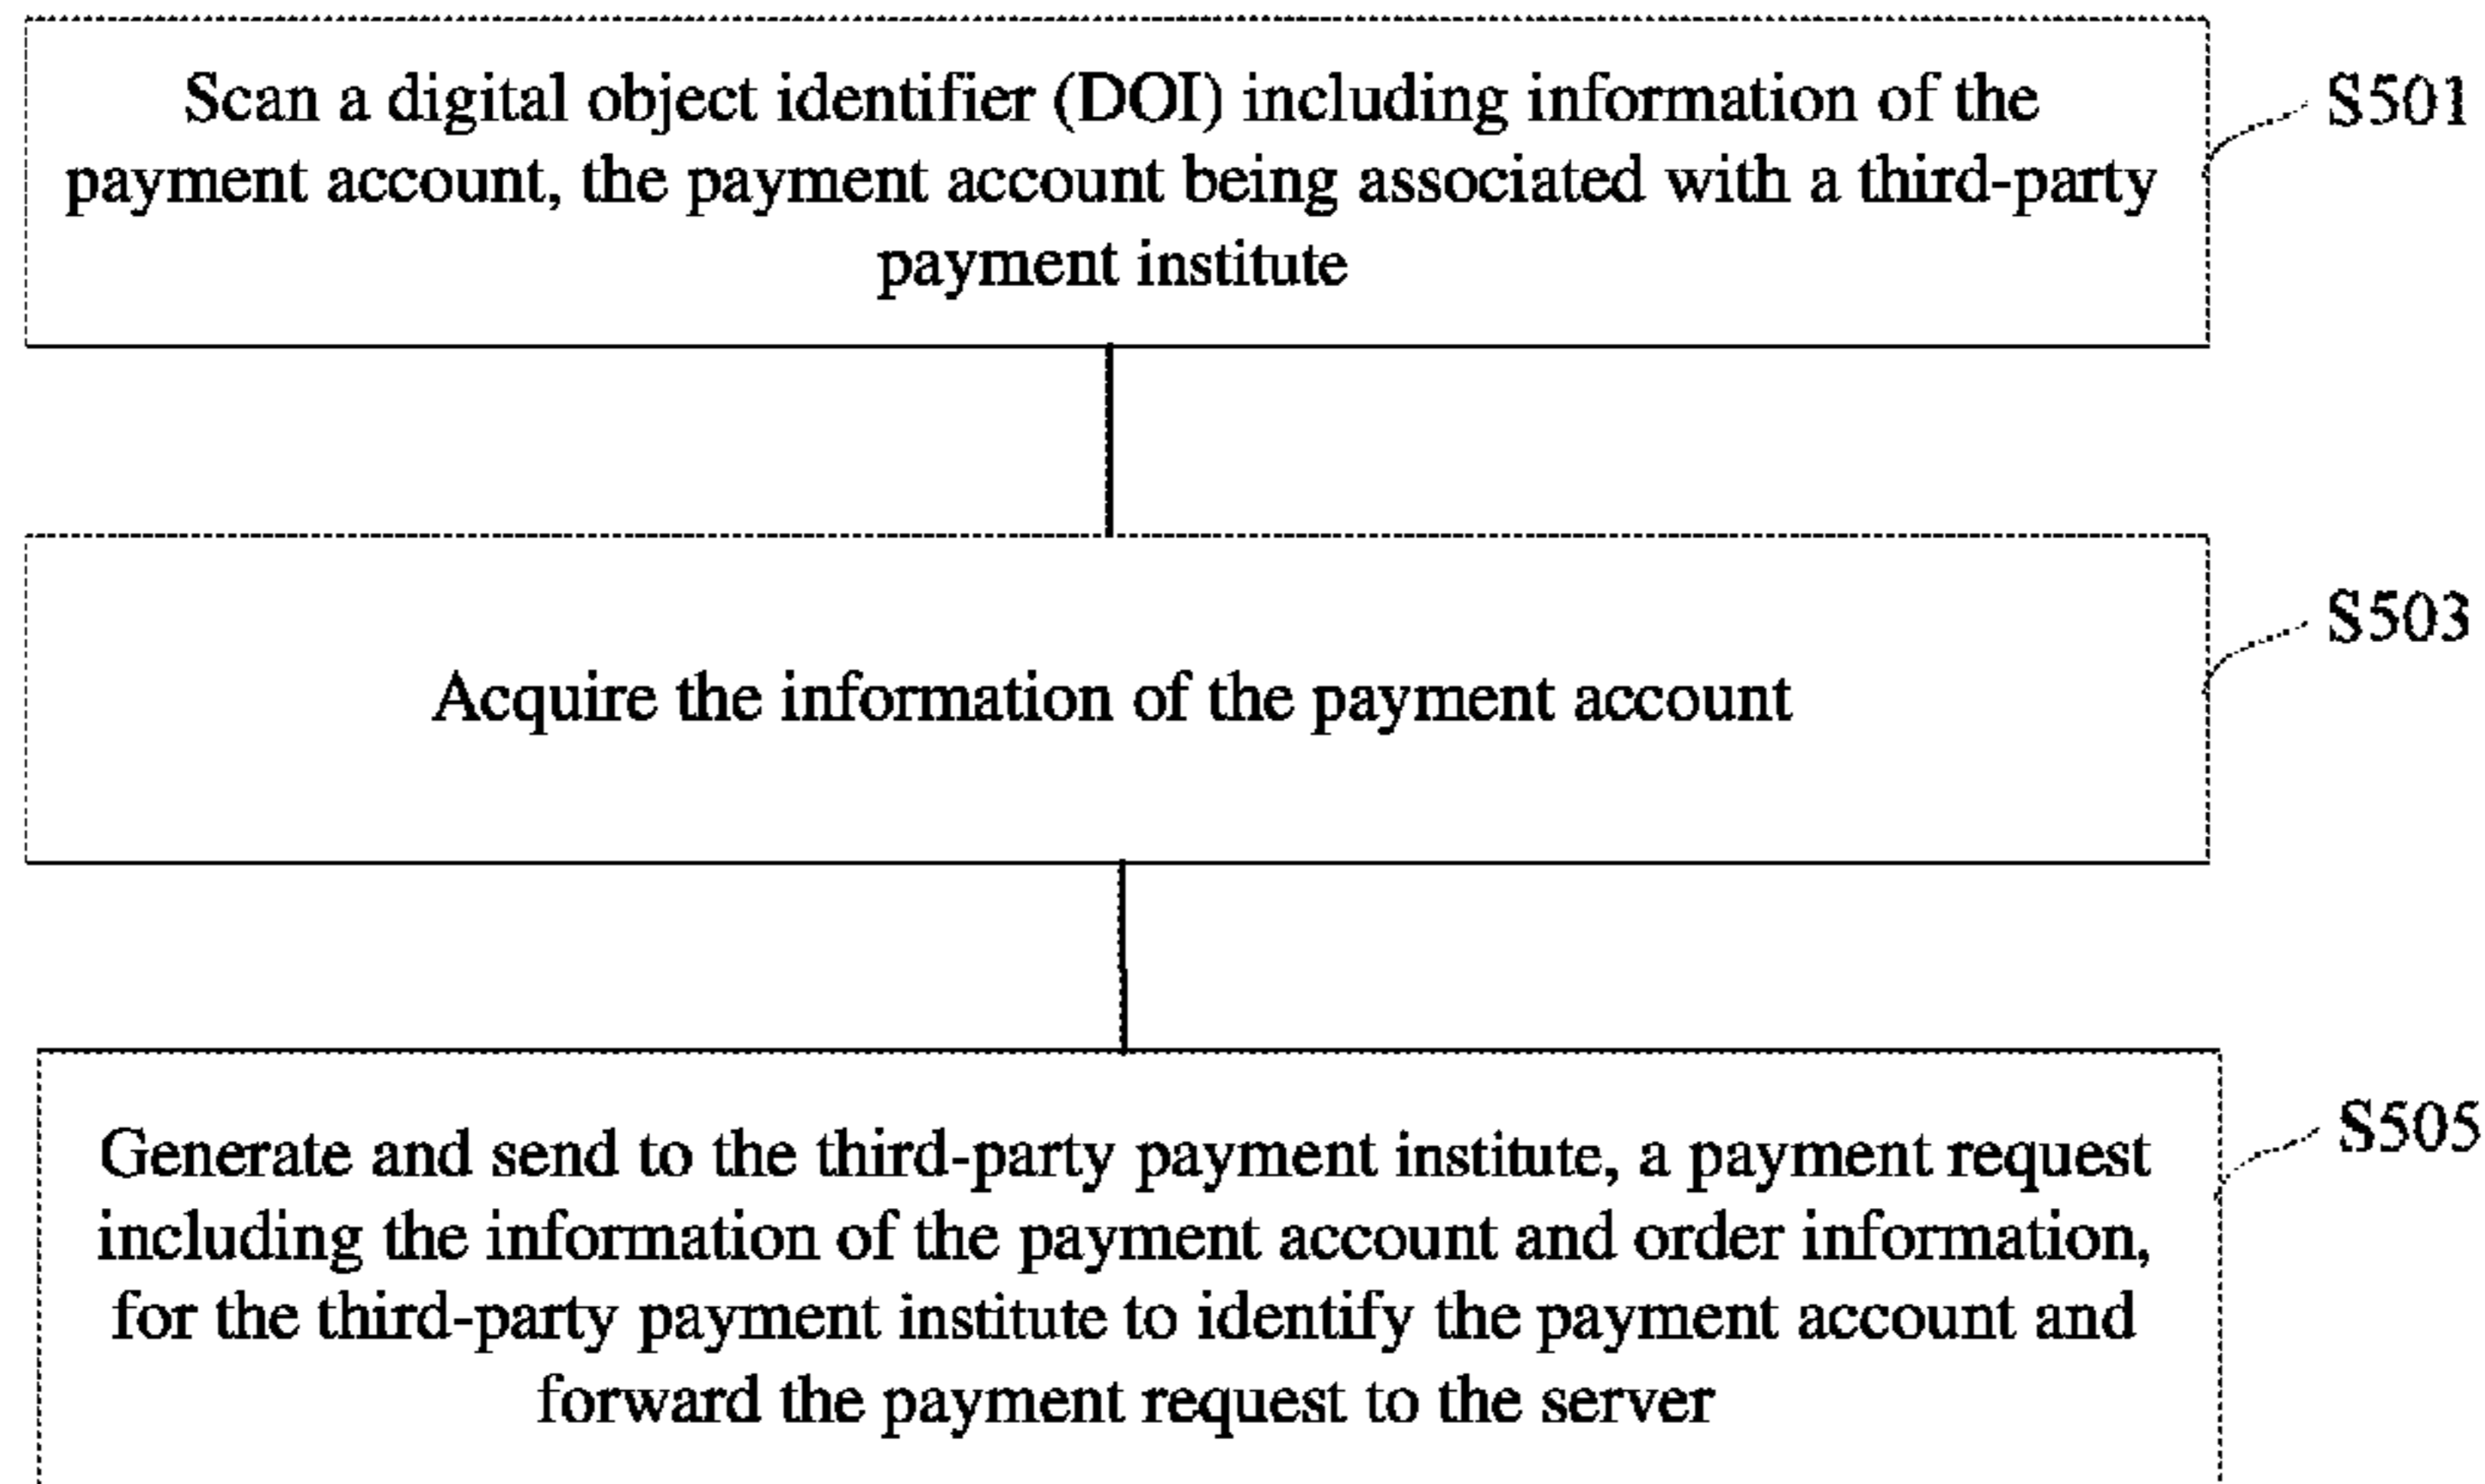 Scan a digital object identifier (DOI) including information of the
payment account, the payment account being associated with a third-party
payment institute
S501
Acquire the information of the payment account
S503
Generate and send to the third-party payment institute, a payment request
including the information of the payment account and order information,
for the third-party payment institute to identify the payment account and
forward the payment request to the server
S505